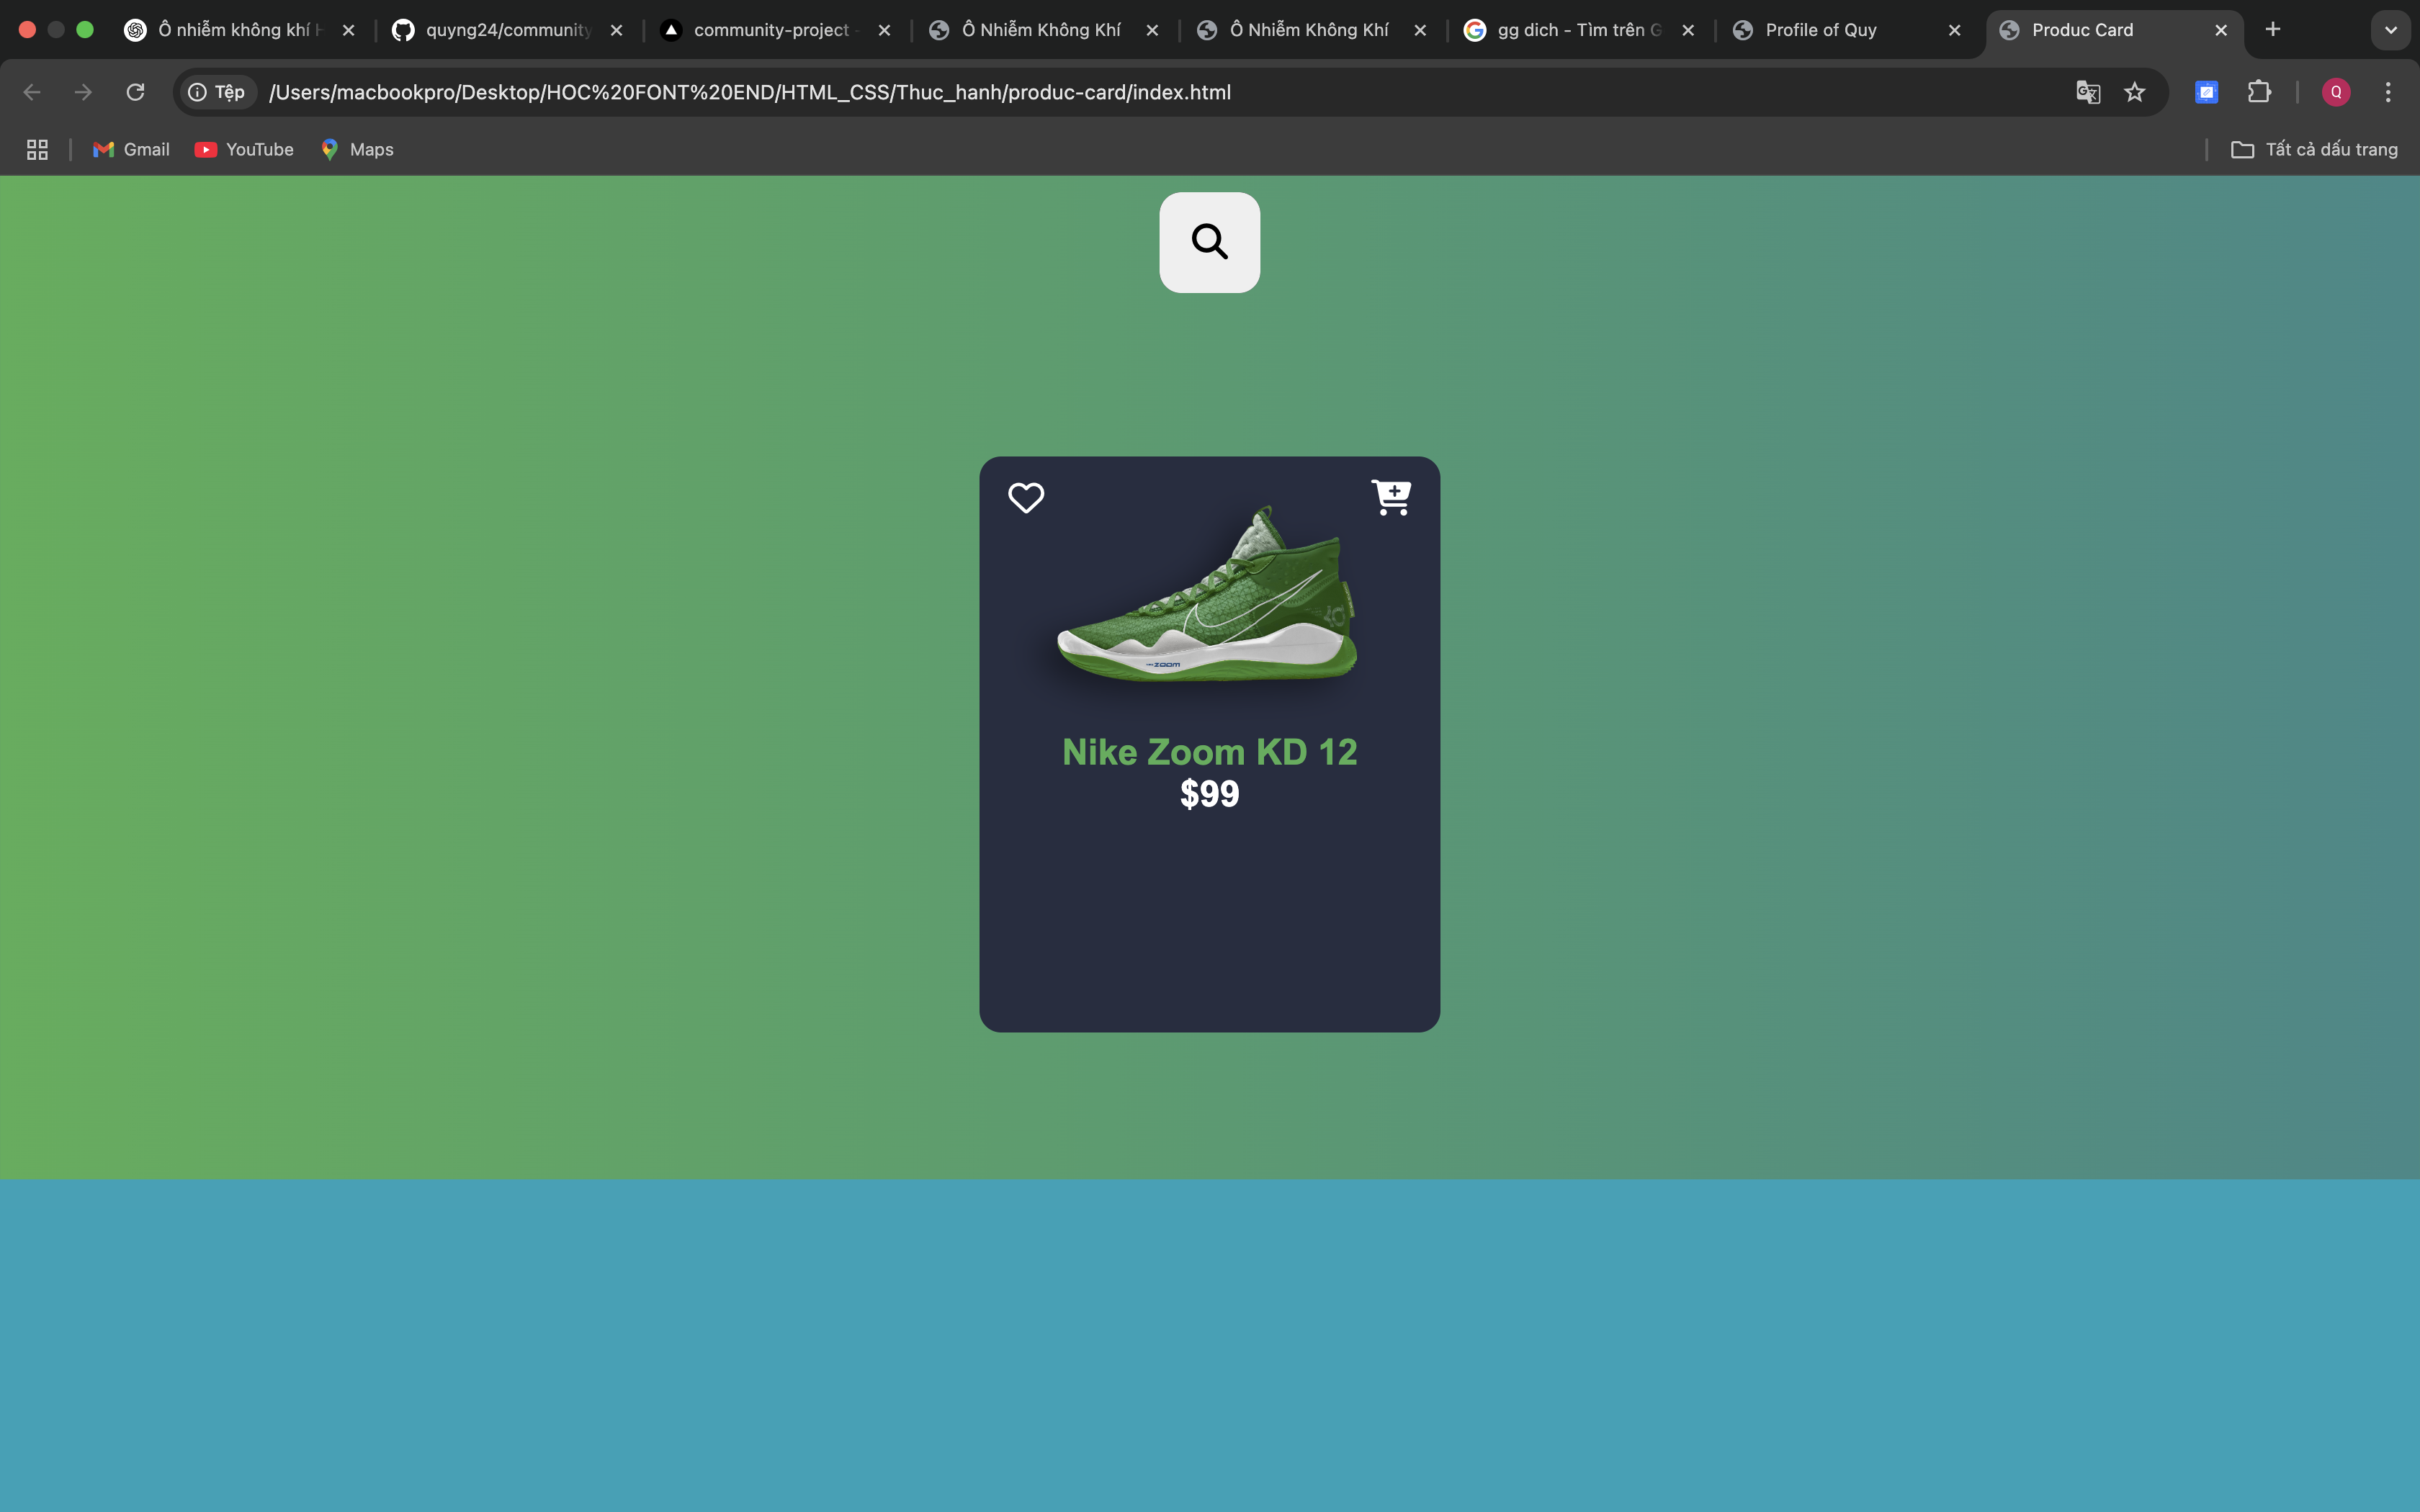 Ô nhiễm không khí
quyng24/community
community-project
Ô Nhiễm Không Khí
Ô Nhiễm Không Khí
gg dich - Tìm trên G
Profile of Quy
Produc Card
Tệp
/Users/macbookpro/Desktop/HOC%20FONT%20END/HTML_CSS/Thuc_hanh/produc-card/index.html
Q
Gmail
YouTube
Maps
Tất cả dấu trang
ZOOM
Nike Zoom KD 12
$99